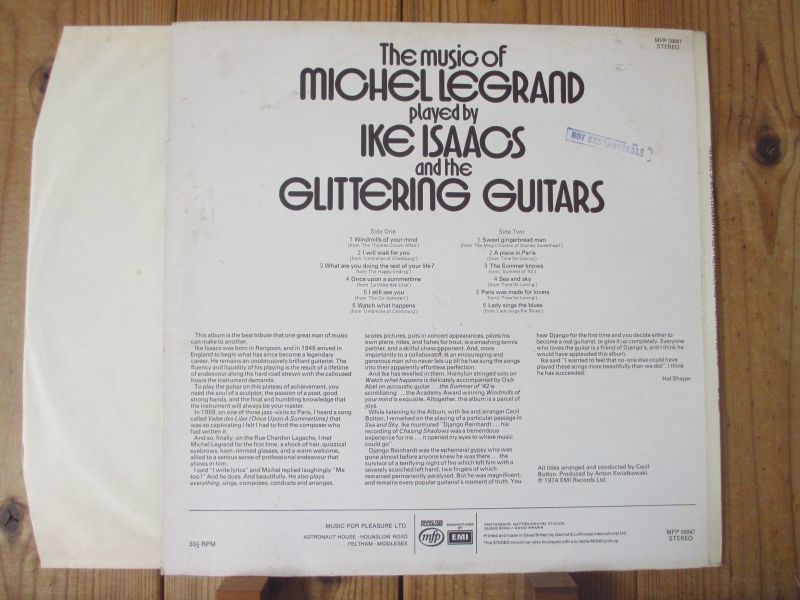 MFP 50047
STEREO
The music of
MICHEL LEGRAND
played by
IKE ISAACS
and the
GLITTERING GUITARS
NOT EXCHANGEABLE
Side One
1 Windmills of your mind
(from 'The Thomas Crown Affair')
2 I will wait for you
(from 'Umbrellas of Cherbourg')
3 What are you doing the rest of your life?
(from 'The Happy Ending')
4 Once upon a summertime
(from 'La Valse des Lilas')
5 I still see you
(from 'The Go-between')
6 Watch what happens
(from 'Umbrellas of Cherbourg')
Side Two
1 Sweet gingerbread man
(from 'The Magic Garden of Stanley Sweetheart')
2 A place in Paris
(from 'Time for Loving')
3 The Summer knows
(from 'Summer of '42')
4 Sea and sky
(from 'Time for Loving')
5 Paris was made for lovers
(from 'Time for Loving')
6 Lady sings the blues
(from 'Lady sings the Blues')
This album is the best tribute that one great man of music
can make to another.
Ike Isaacs was born in Rangoon, and in 1946 arrived in
England to begin what has since become a legendary
career. He remains an unobtrusively brilliant guitarist. The
fluency and liquidity of his playing is the result of a lifetime
of endeavour along the hard road strewn with the calloused
hours the instrument demands.
To play the guitar on this plateau of achievement, you
need the soul of a sculptor, the passion of a poet, good
strong hands, and the final and humbling knowledge that
the instrument will always be your master.
In 1959, on one of those jazz-visits to Paris, I heard a song
called Valse des Lilas (Once Upon A Summertime) that
was so captivating I felt I had to find the composer who
had written it.
And so, finally, on the Rue Chardon Lagache, I met
Michel Legrand for the first time; a shock of hair, quizzical
eyebrows, horn-rimmed glasses, and a warm welcome,
allied to a serious sense of professional endeavour that
shines in him.
I said "I write lyrics" and Michel replied laughingly "Me
too!" And he does. And beautifully. He also plays
everything, sings, composes, conducts and arranges,
scores pictures, puts in concert appearances, pilots his
own plane, rides, and fishes for trout, is a smashing tennis
partner, and a skilful chess opponent. And, more
importantly to a collaborator, is an encouraging and
generous man who never lets up till he has sung the songs
into their apparently effortless perfection.
And Ike has revelled in them. His nylon stringed solo on
Watch what happens is delicately accompanied by Dick
Abel on acoustic guitar . . . the Summer of '42 is
scintillating . . . the Academy Award winning Windmills of
your mind is exquisite. Altogether, this album is a parcel of
joys.
While listening to the Album, with Ike and arranger Cecil
Bolton, I remarked on the playing of a particular passage in
Sea and Sky. Ike murmured "Django Reinhardt . . . his
recording of Chasing Shadows was a tremendous
experience for me . . . it opened my eyes to where music
could go".
Django Reinhardt was the ephemeral gypsy who was
gone almost before anyone knew he was there . . . the
survivor of a terrifying night of fire which left him with a
severely scorched left hand, two fingers of which
remained permanently paralysed. But he was magnificent,
and remains every popular guitarist's moment of truth. You
hear Django for the first time and you decide either to
become a real guitarist, or give it up completely. Everyone
who loves the guitar is a friend of Django's, and I think he
would have applauded this album.
Ike said "I wanted to feel that no-one else could have
played these songs more beautifully than we did". I think
he has succeeded.
Hal Shaper
All titles arranged and conducted by Cecil
Bolton. Produced by Anton Kwiatkowski.
℗ 1974 EMI Records Ltd.
33⅓ RPM
MUSIC FOR PLEASURE LTD.
ASTRONAUT HOUSE · HOUNSLOW ROAD
FELTHAM · MIDDLESEX
MUSIC FOR
PLEASURE
mfp
MANUFACTURED
BY
EMI
Printed and made in Great Britain by Garrod & Lofthouse International Ltd.
This STEREO record can also be played with a suitable MONO pick-up.
MFP 50047
STEREO